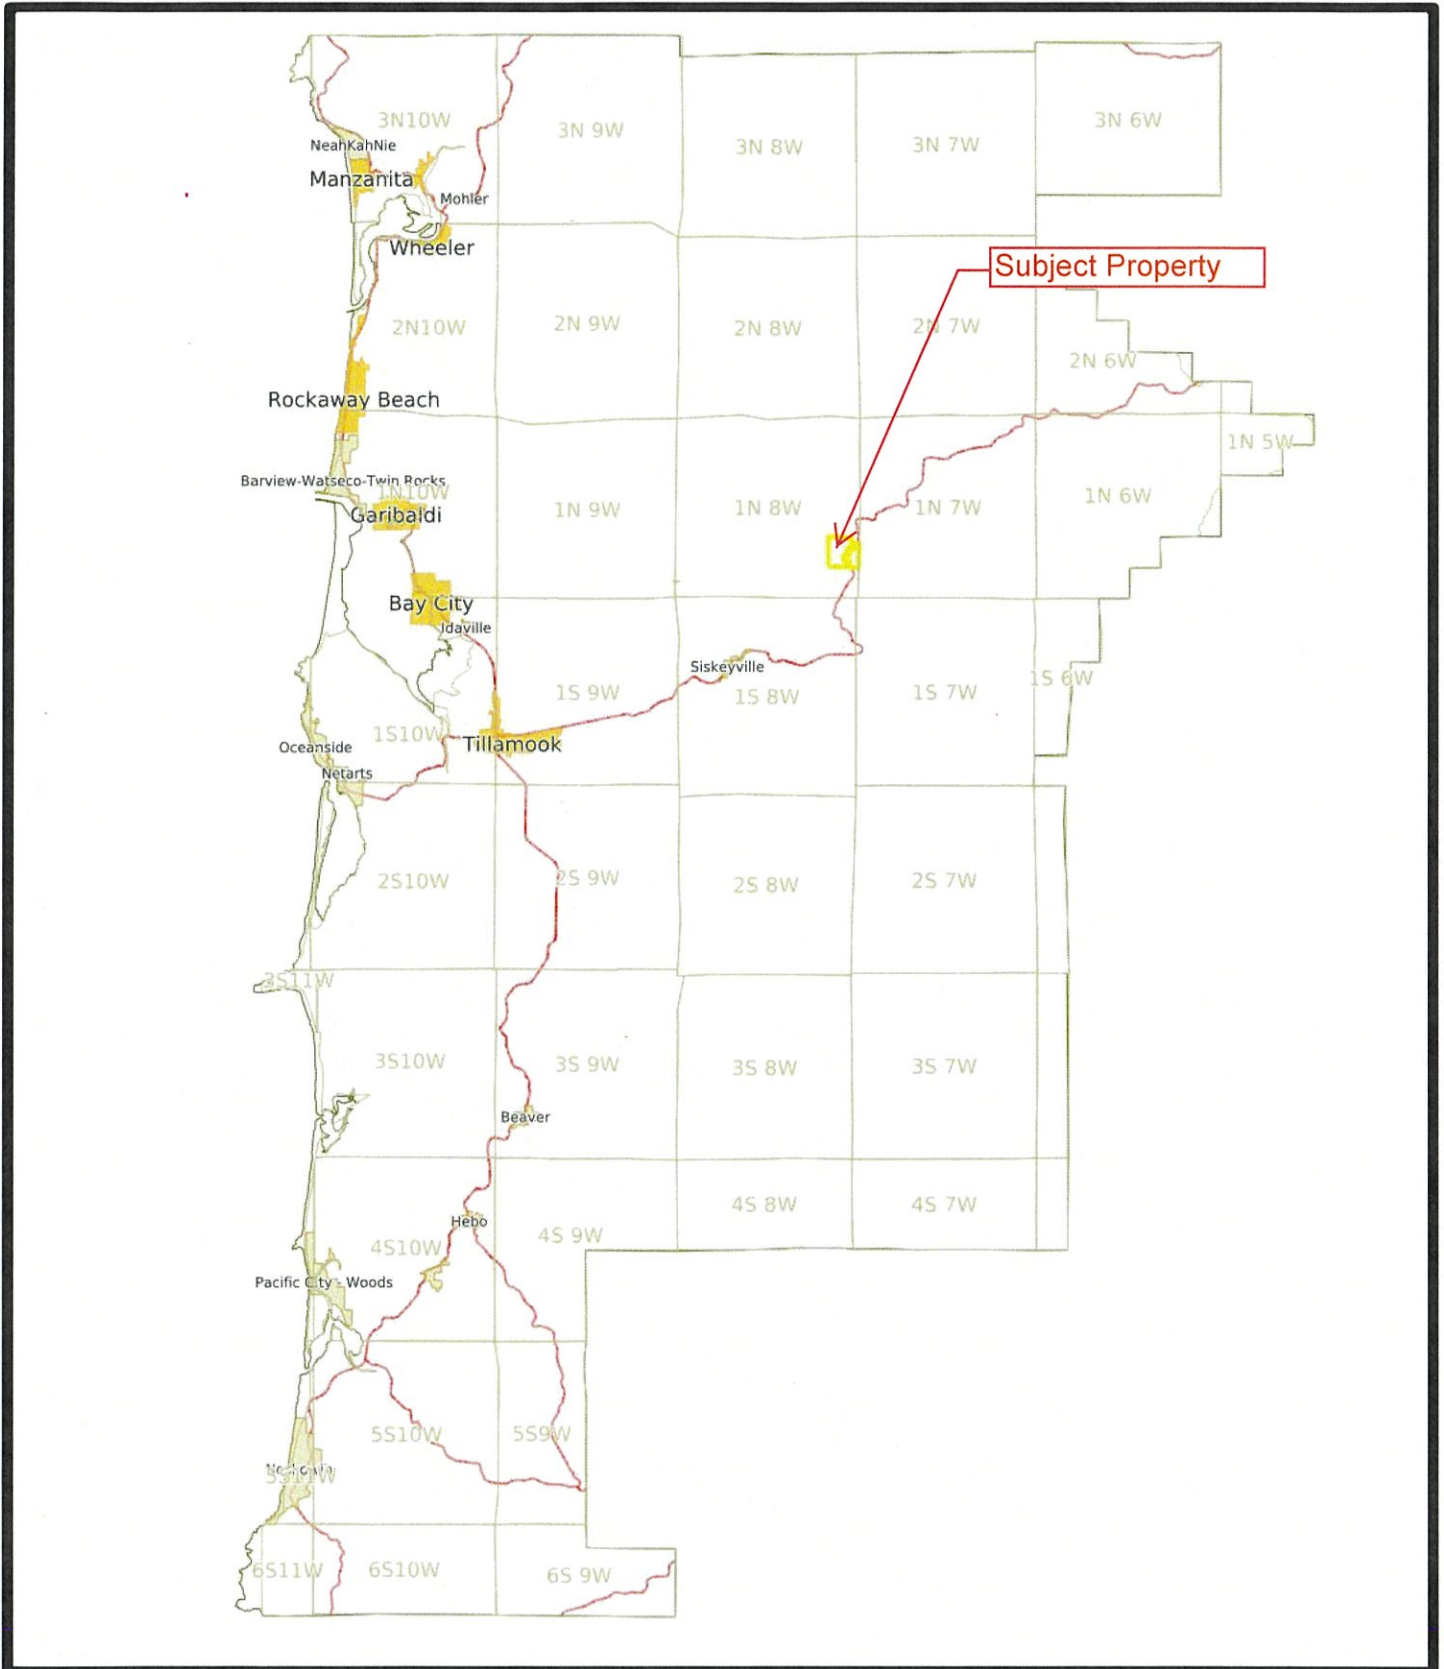 3N10W
3N 9W
3N 8W
3N 7W
3N 6W
NeahKahNie
Manzanita
Mohler
Wheeler
Subject Property
2N10W
2N 9W
2N 8W
2N 7W
2N 6W
Rockaway Beach
1N 5W
Barview-Watseco-Twin Rocks
1N10W
Garibaldi
1N 9W
1N 8W
1N 7W
1N 6W
Bay City
Idaville
Siskeyville
1S 9W
1S 8W
1S 7W
1S 6W
1S10W
Tillamook
Oceanside
Netarts
2S10W
2S 9W
2S 8W
2S 7W
3S11W
3S10W
3S 9W
3S 8W
3S 7W
Beaver
4S 8W
4S 7W
Hebo
4S10W
4S 9W
Pacific City - Woods
5S10W
5S9W
5S11W
6S11W
6S10W
6S 9W